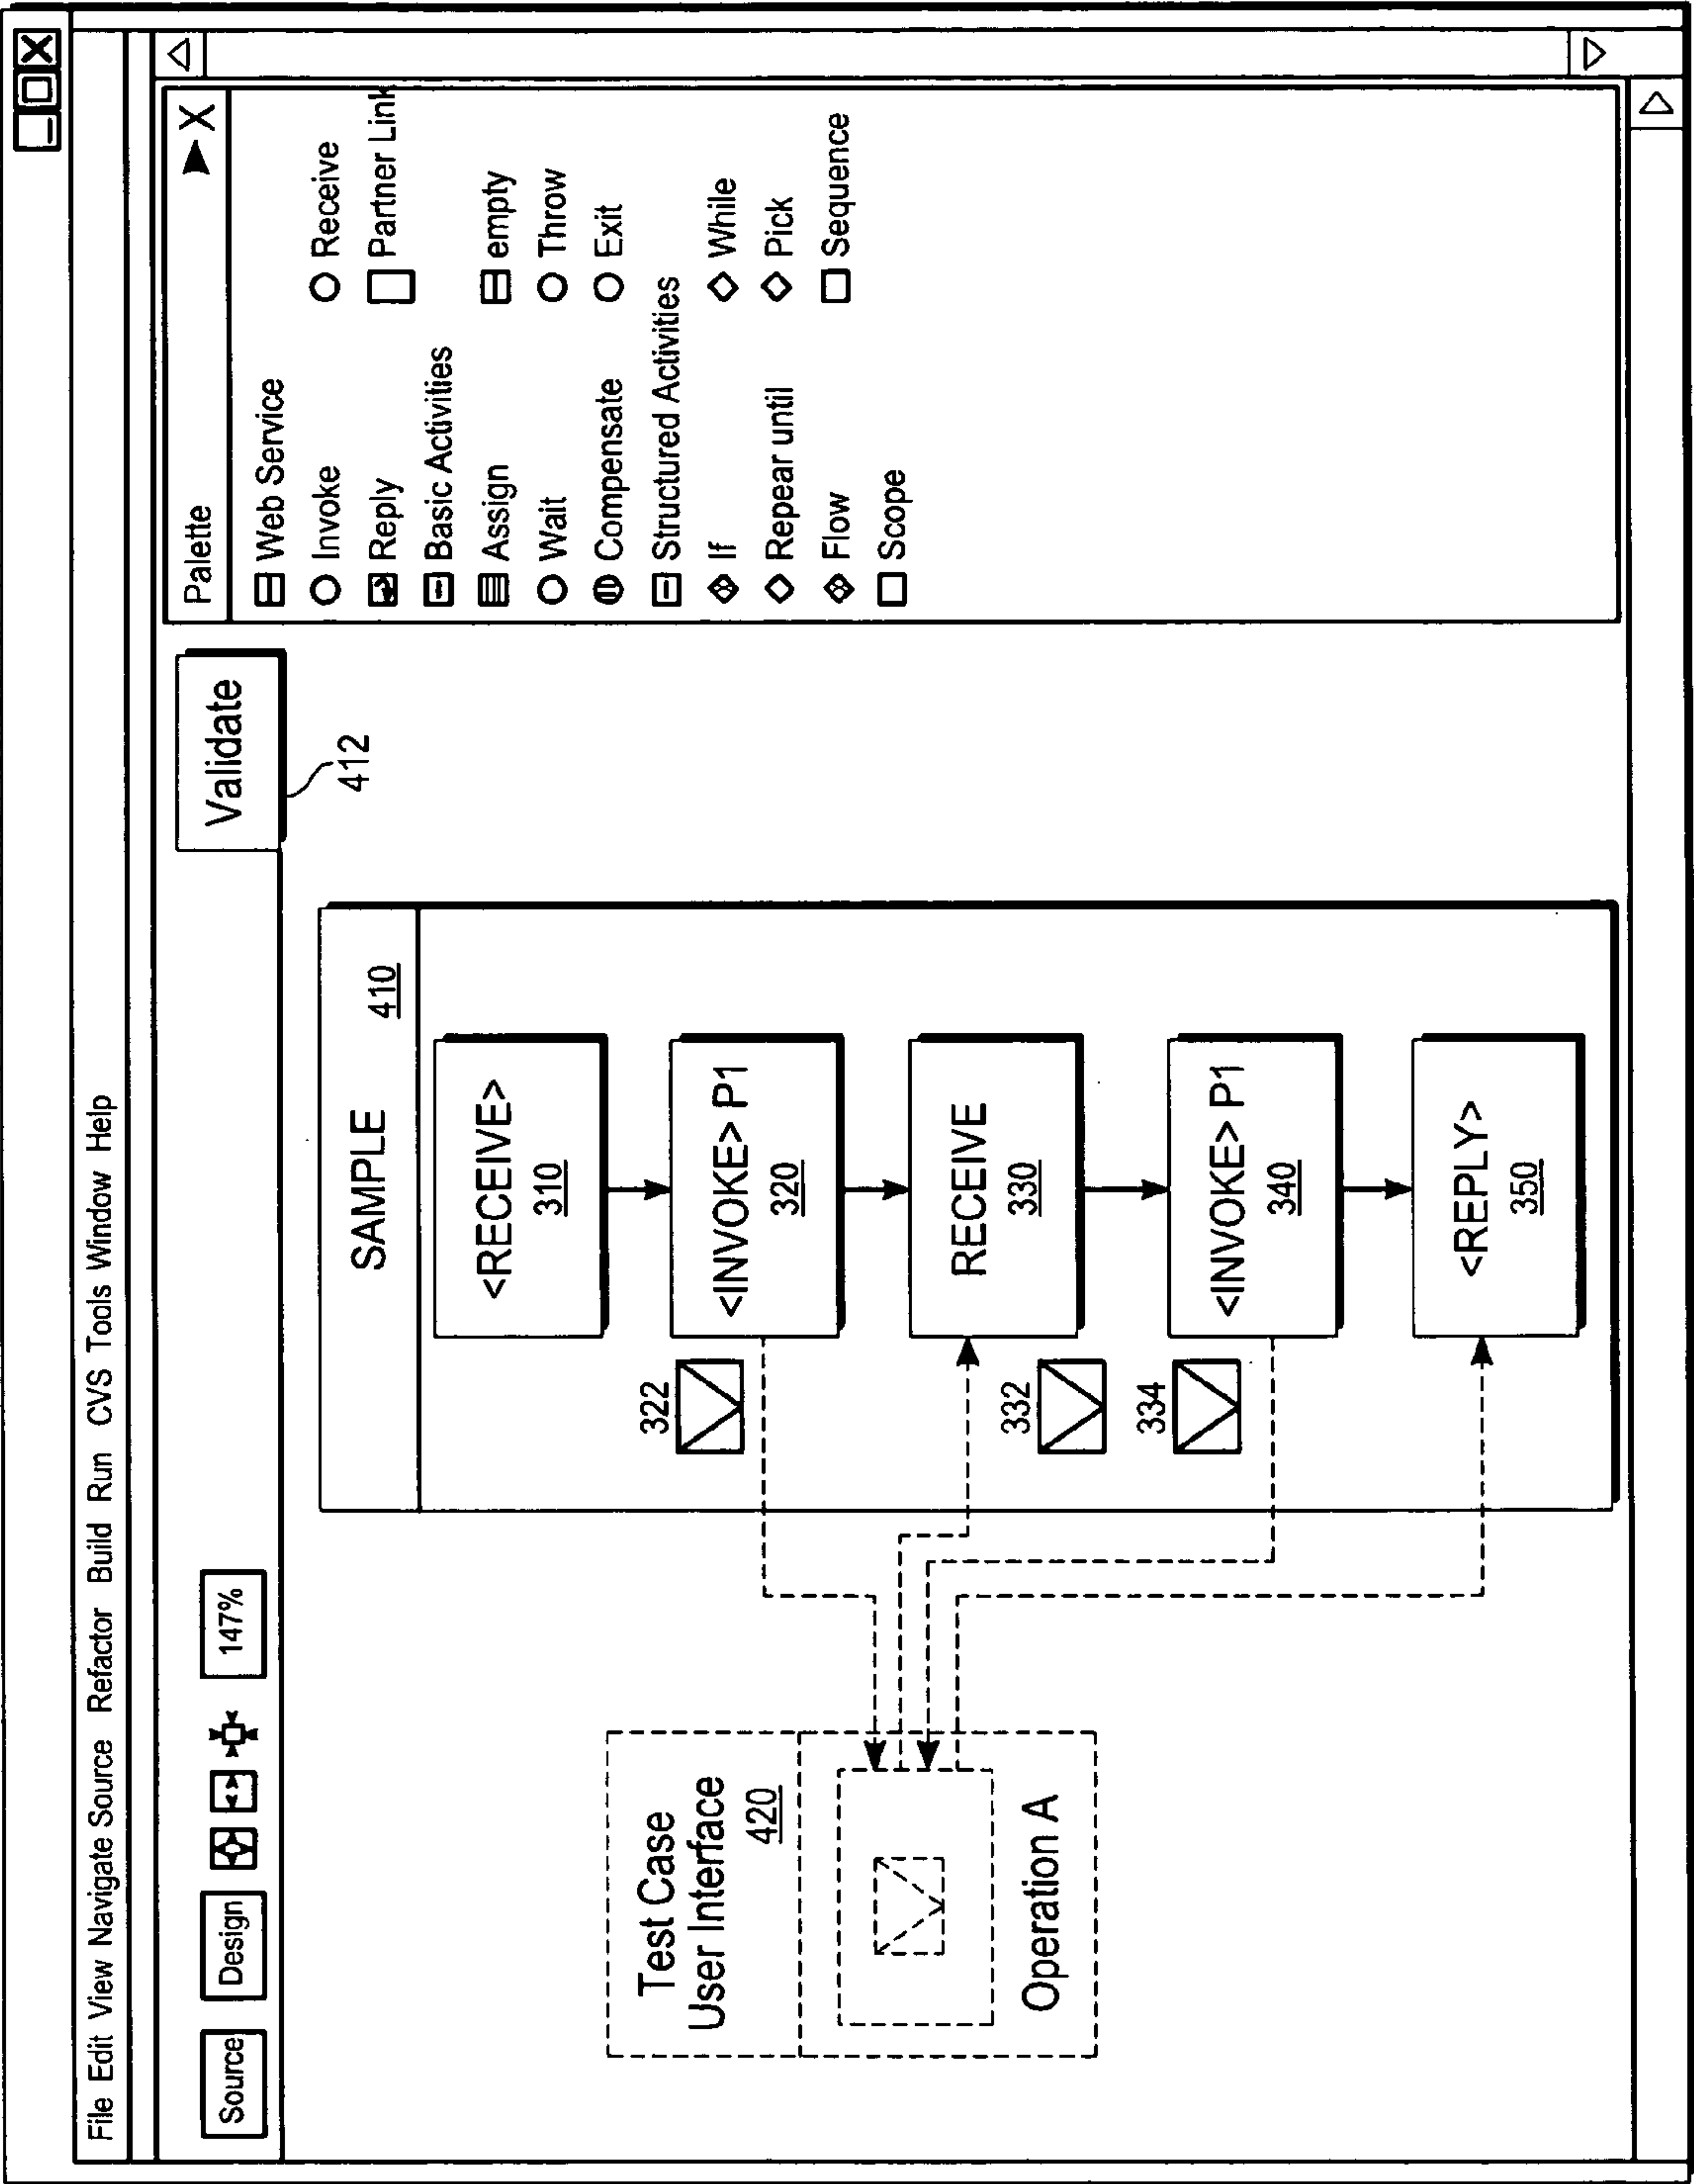 File Edit View Navigate Source Refactor Build Run CVS Tools Window Help
Source Design 147%
Validate
412
Test Case
User Interface
420
Operation A
SAMPLE
410
<RECEIVE>
310
322
<INVOKE> P1
320
RECEIVE
330
332
334
<INVOKE> P1
340
<REPLY>
350
Palette X
Web Service
Invoke Receive
Reply Partner Link
Basic Activities
Assign empty
Wait Throw
Compensate Exit
Structured Activities
If While
Repear until Pick
Flow Sequence
Scope